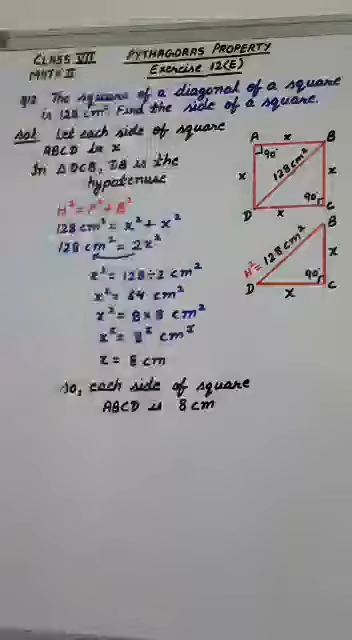 CLASS VII PYTHAGORAS PROPERTY
MATH II Exercise 12(E)
Q12 The square of a diagonal of a square
is 128 cm². Find the side of a square.
Sol: Let each side of square
ABCD is x
In Δ DCB, DB is the
hypotenuse
H² = P² + B²
128 cm² = x² + x²
128 cm² = 2x²
x² = 128 ÷ 2 cm²
x² = 64 cm²
x² = 8 x 8 cm²
x² = 8² cm²
x = 8 cm
So, each side of square
ABCD is 8 cm
A x B
90°
x 128 cm² x
90°
D x C
B
H² = 128 cm² x
90°
D x C